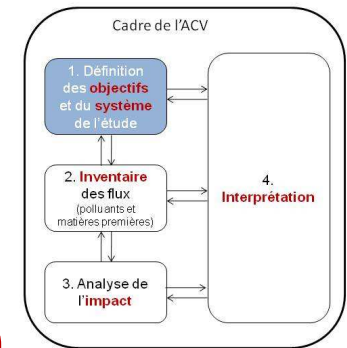 Cadre de l'ACV
1. Définition
des objectifs
et du système
de l'étude
2. Inventaire
des flux
(polluants et
matières premières)
3. Analyse de
l'impact
4.
Interprétation